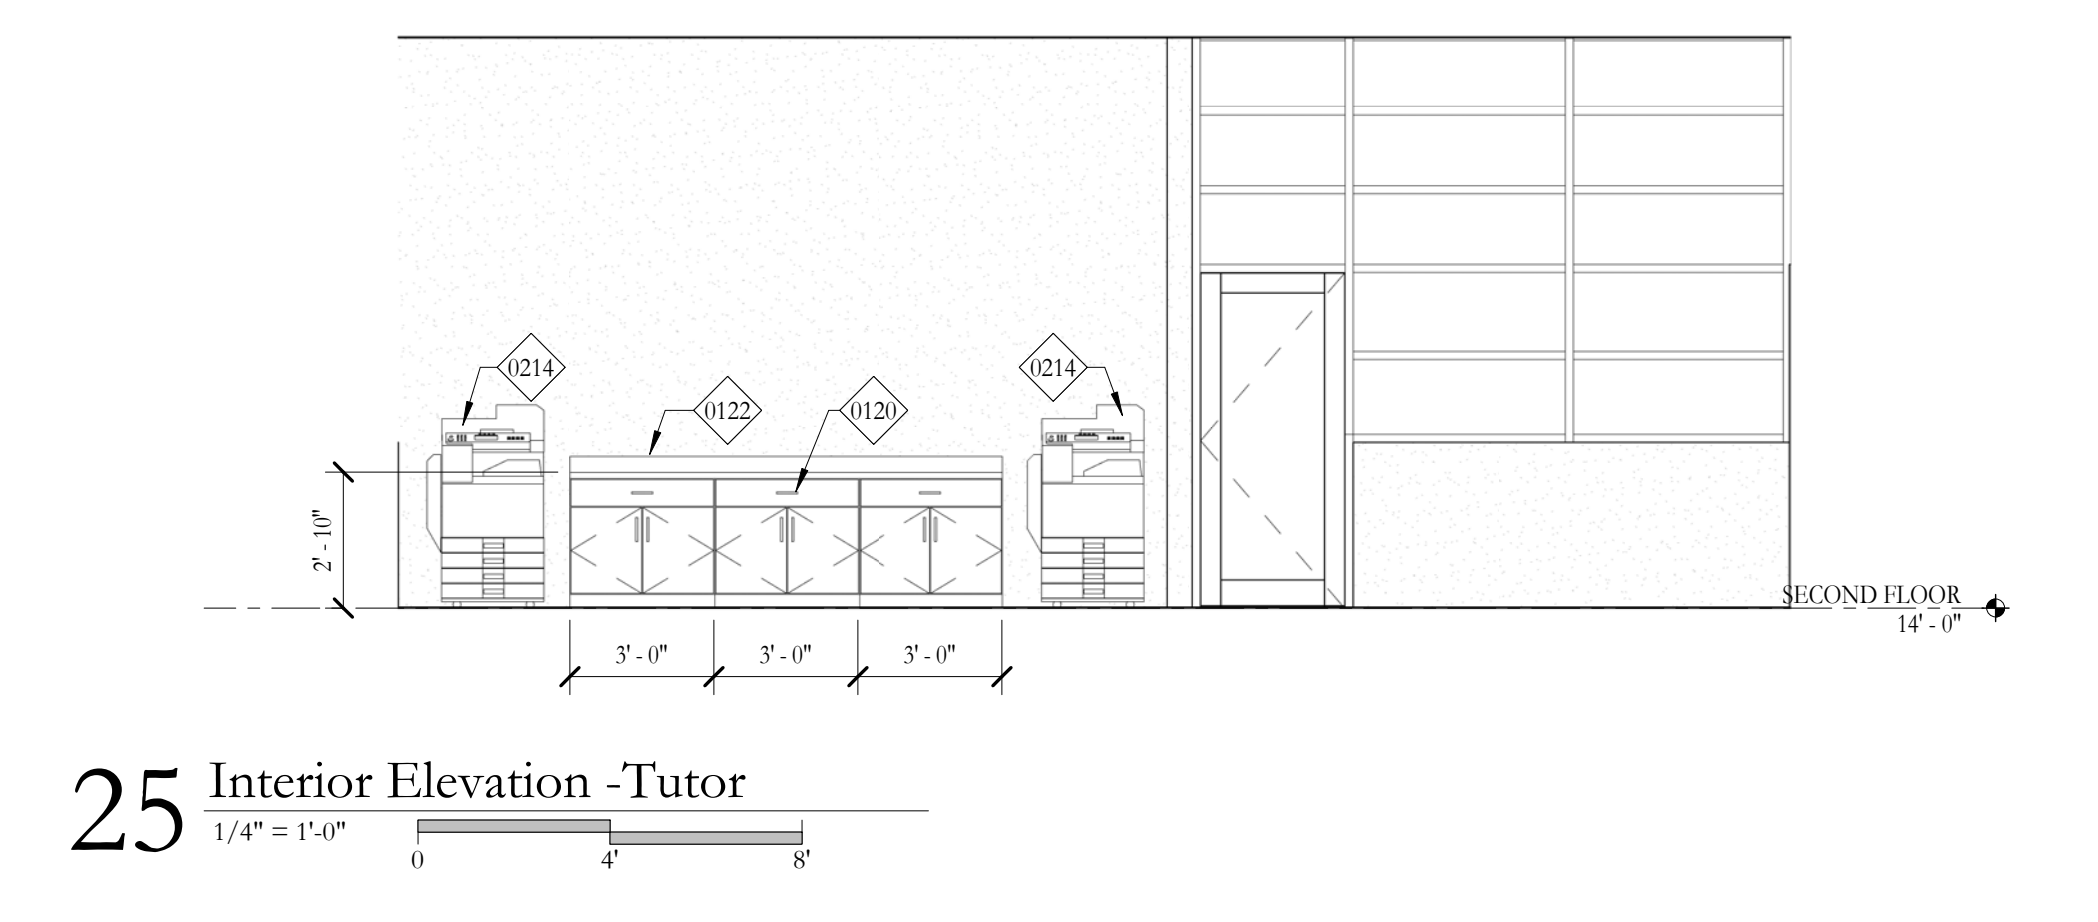 0214
0214
0122
0120
2' - 10"
SECOND FLOOR
14' - 0"
3' - 0"
3' - 0"
3' - 0"
25
Interior Elevation -Tutor
1/4" = 1'-0"
0
4'
8'